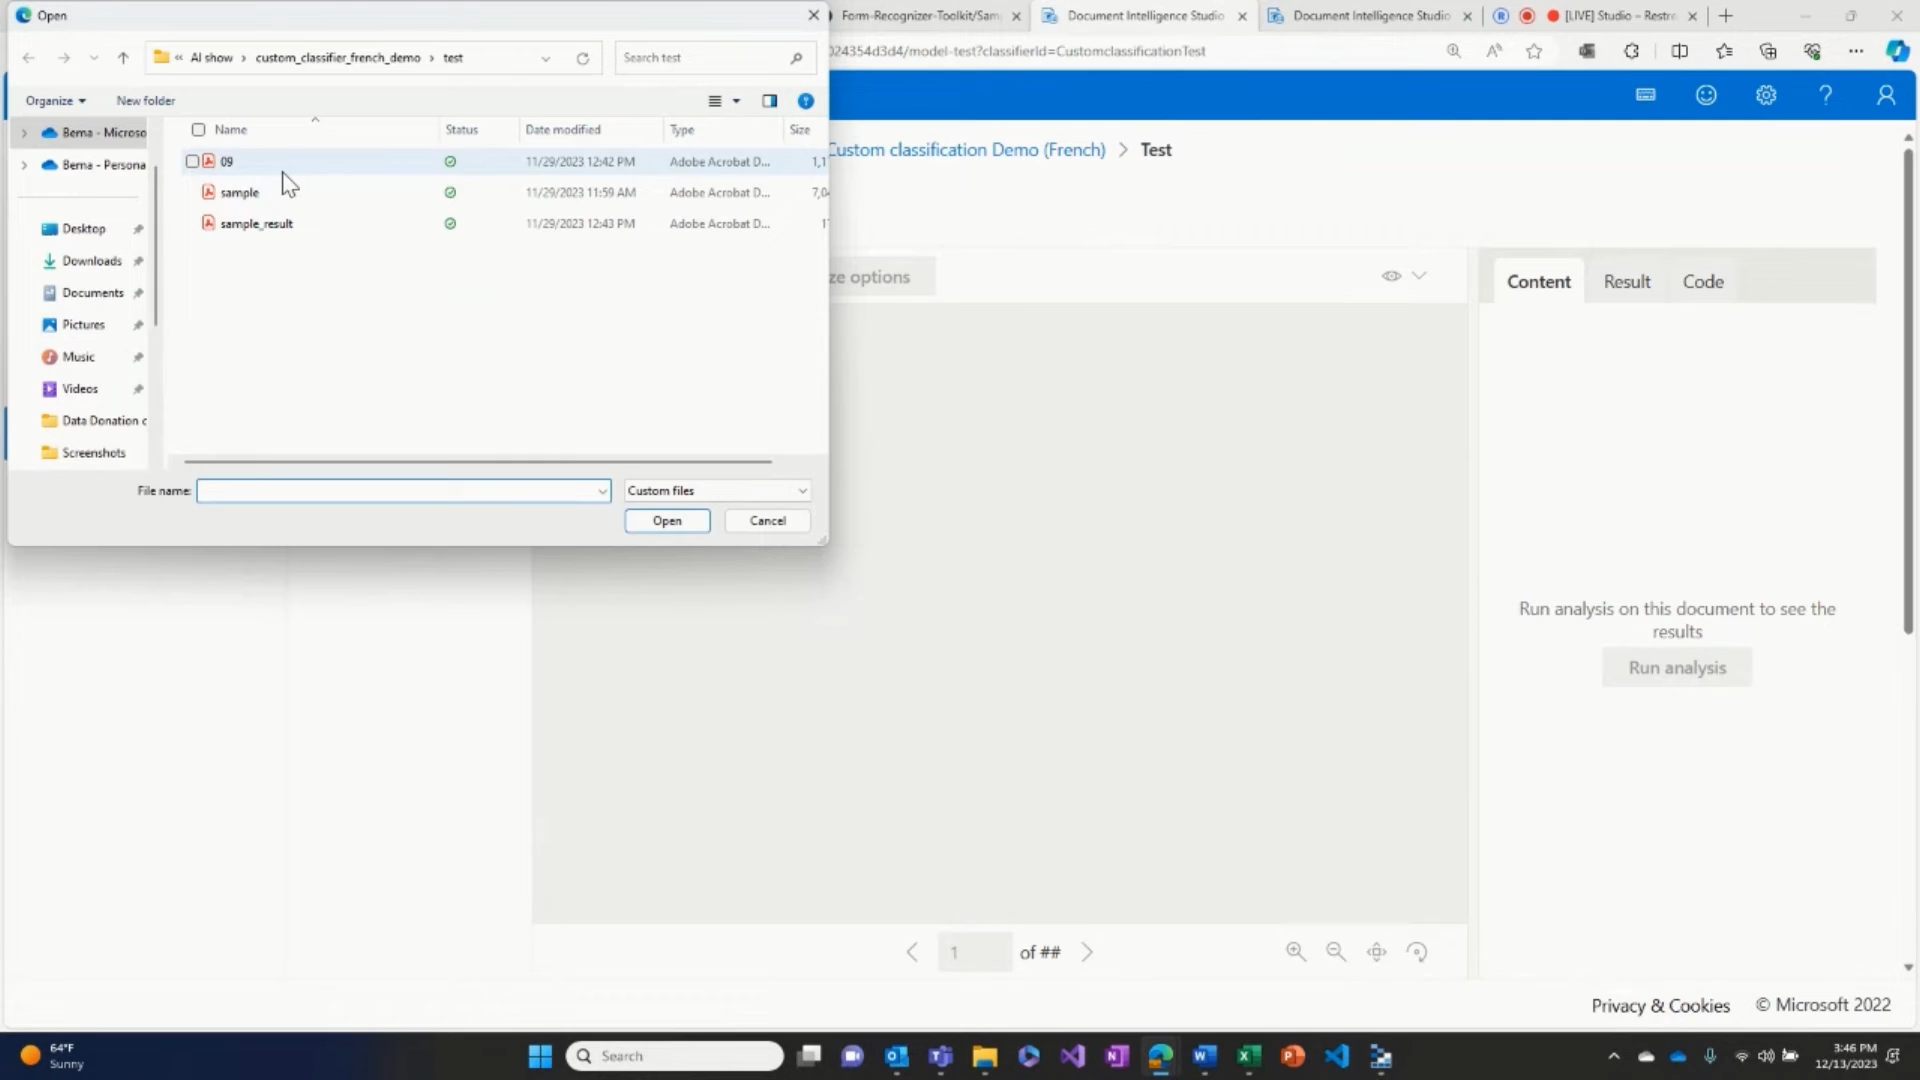 Open
Form-Recognizer-Toolkit/Sam
Document Intelligence Studio
Document Intelligence Studio
[LIVE] Studio – Restre
« AI show > custom_classifier_french_demo > test
Search test
024354d3d4/model-test?classifierId=CustomclassificationTest
Organize
New folder
Bema - Microso
Bema - Persona
Desktop
Downloads
Documents
Pictures
Music
Videos
Data Donation c
Screenshots
Name Status Date modified Type Size
09 11/29/2023 12:42 PM Adobe Acrobat D... 1,1
sample 11/29/2023 11:59 AM Adobe Acrobat D... 7,0
sample_result 11/29/2023 12:43 PM Adobe Acrobat D... 1
File name:
Custom files
Open
Cancel
Custom classification Demo (French) > Test
ze options
Content
Result
Code
Run analysis on this document to see the
results
Run analysis
1 of ##
Privacy & Cookies
© Microsoft 2022
64°F
Sunny
Search
3:46 PM
12/13/2023